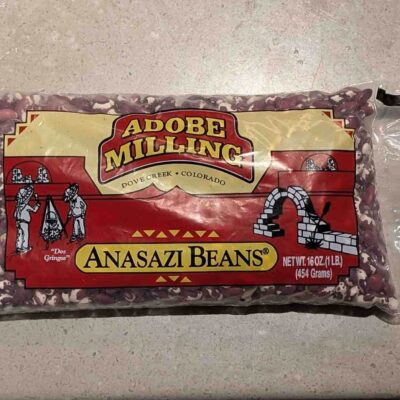 ADOBE
MILLING
DOVE CREEK • COLORADO
"Dos
Gringos"
ANASAZI BEANS®
NET WT. 16 OZ. (1 LB.)
(454 Grams)